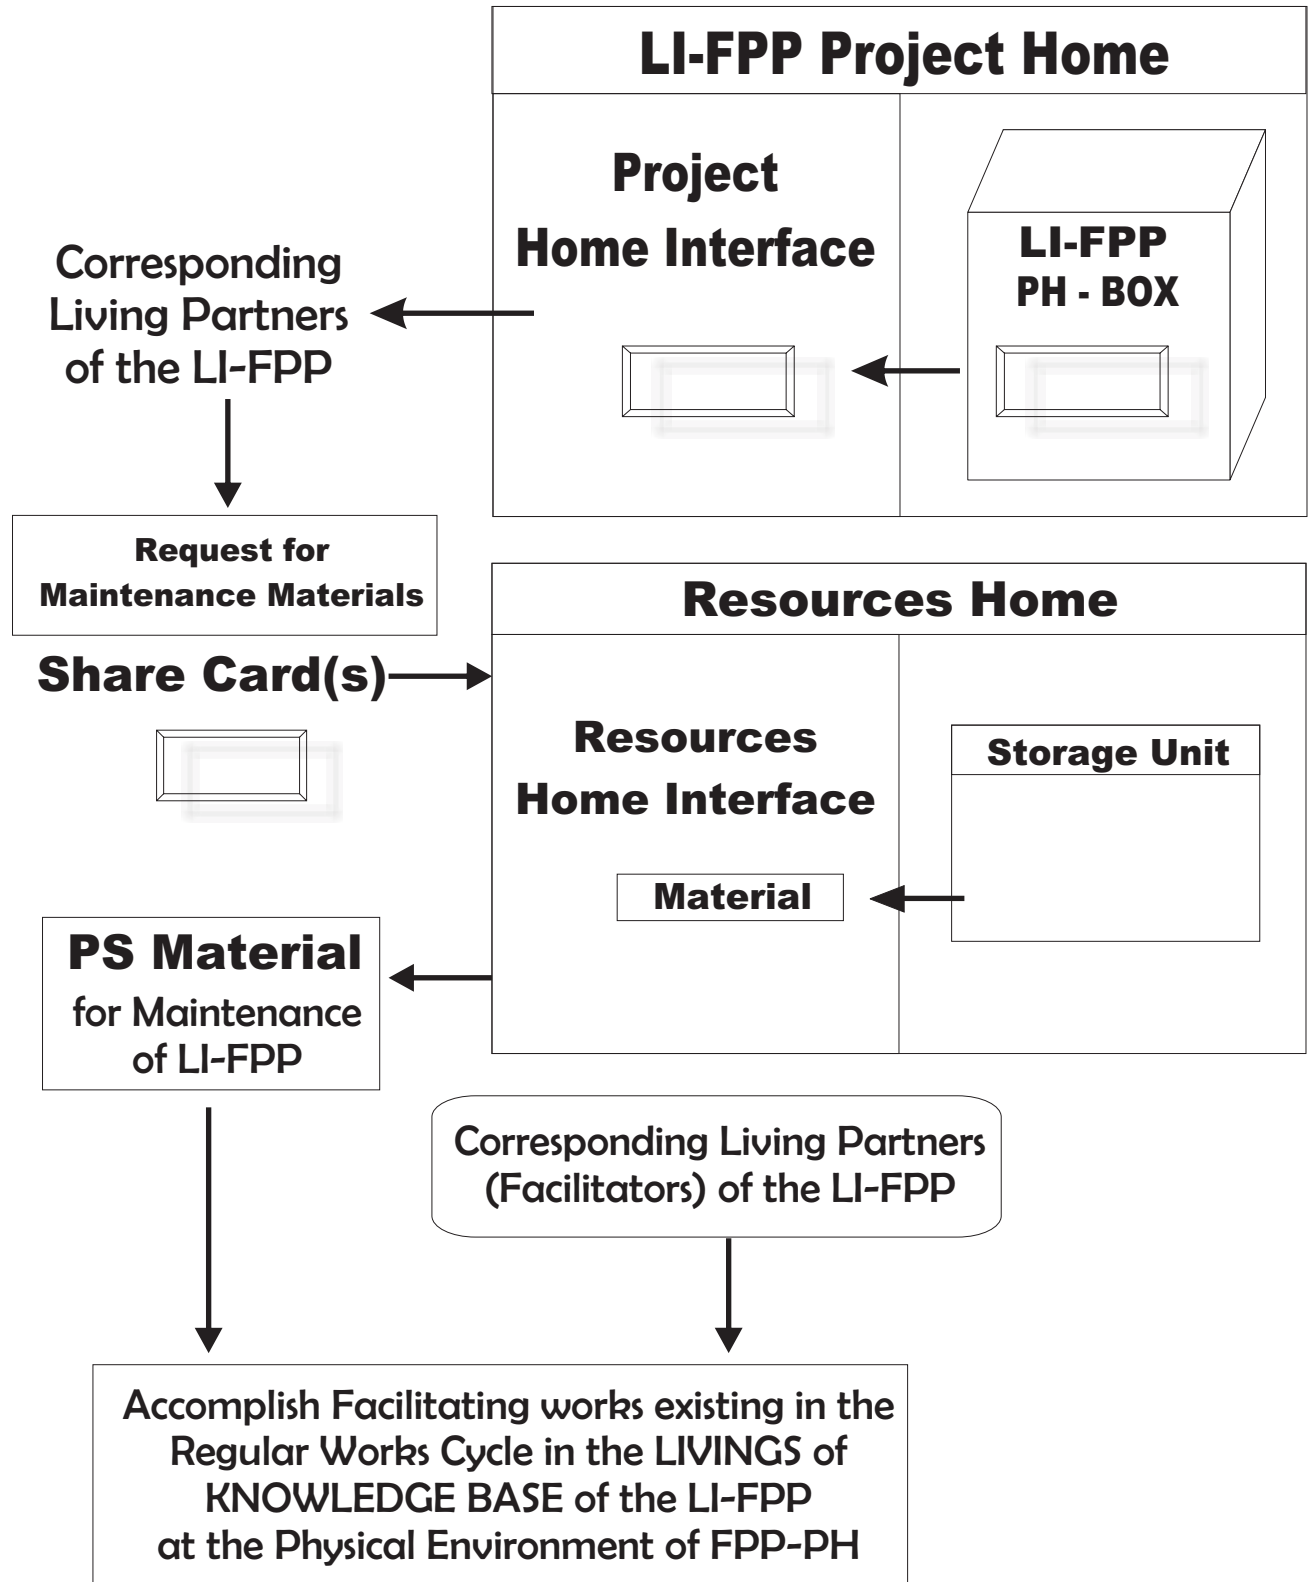 LI-FPP Project Home
Project
Home Interface
LI-FPP
PH - BOX
Corresponding
Living Partners
of the LI-FPP
Request for
Maintenance Materials
Share Card(s)
Resources Home
Resources
Home Interface
Storage Unit
Material
PS Material
for Maintenance
of LI-FPP
Corresponding Living Partners
(Facilitators) of the LI-FPP
Accomplish Facilitating works existing in the
Regular Works Cycle in the LIVINGS of
KNOWLEDGE BASE of the LI-FPP
at the Physical Environment of FPP-PH